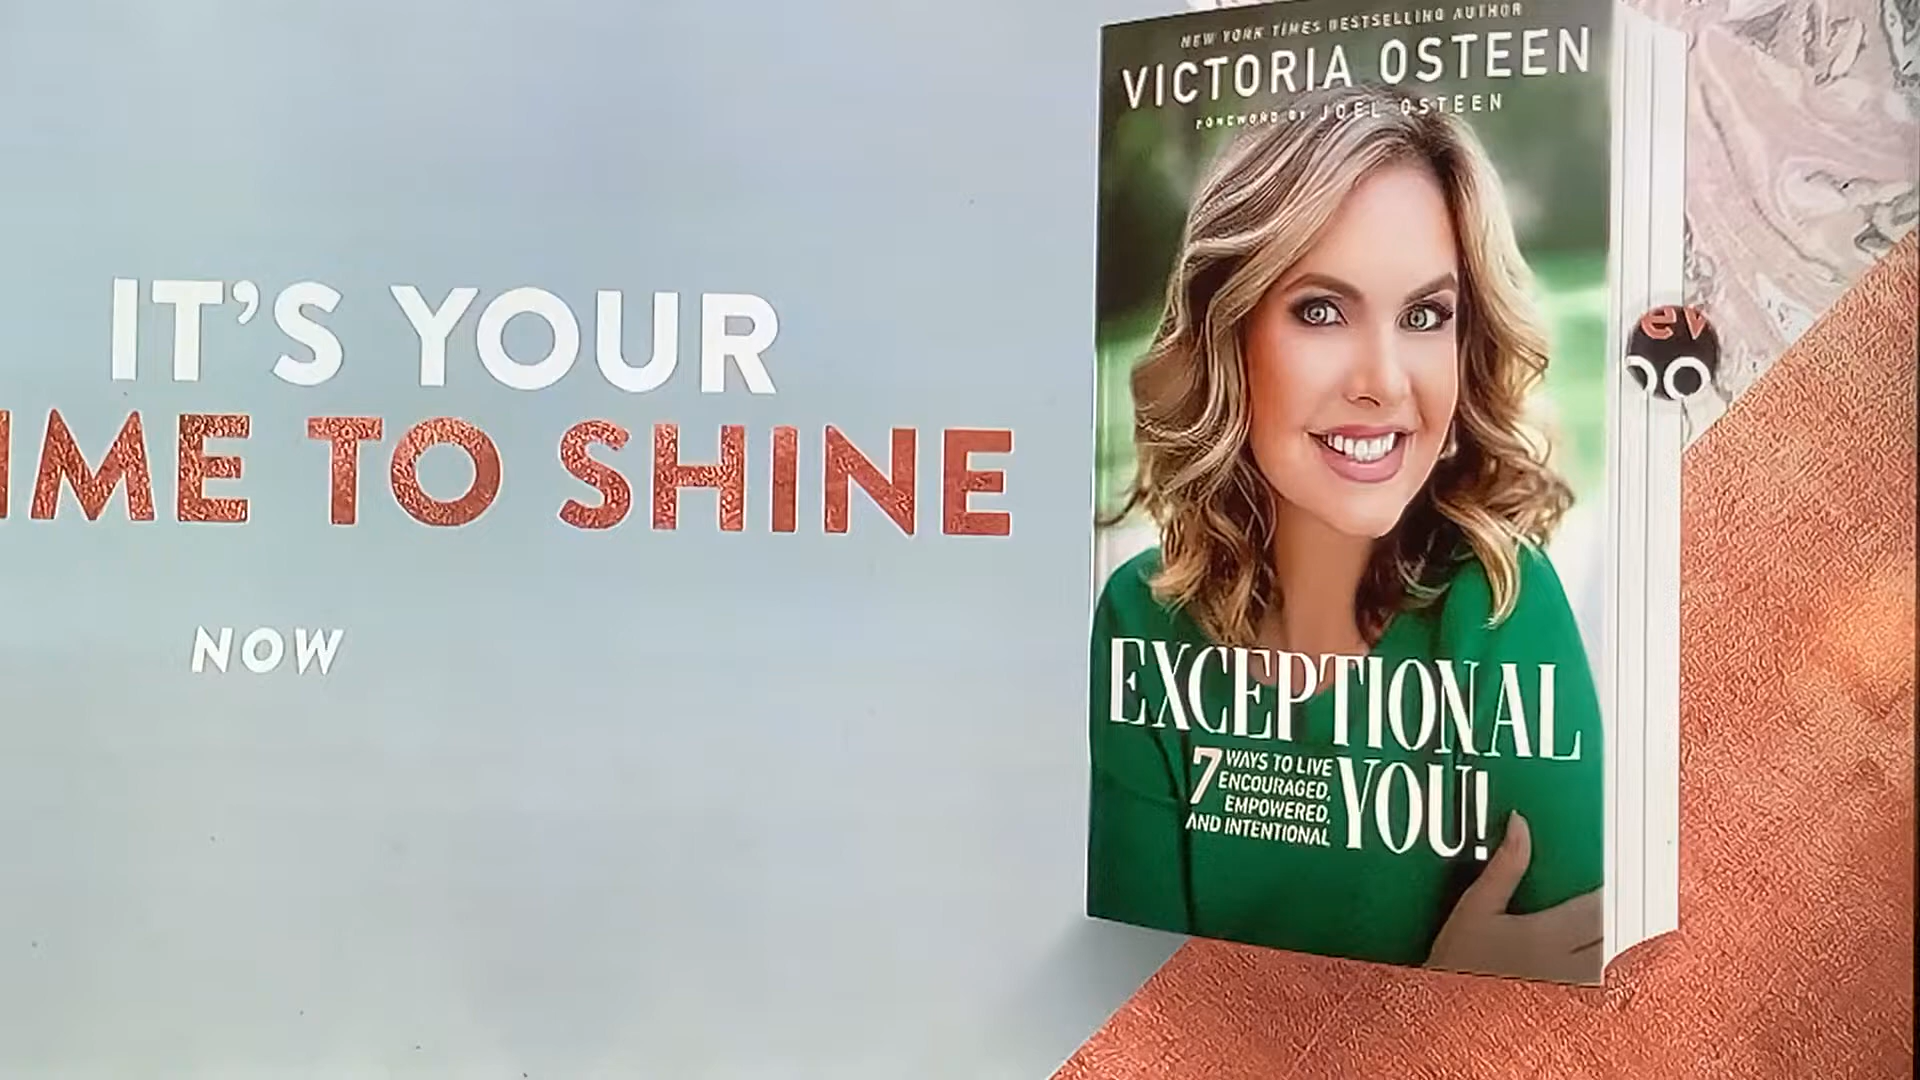 IT'S YOUR
IME TO SHINE
NOW
NEW YORK TIMES BESTSELLING AUTHOR
VICTORIA OSTEEN
FOREWORD BY JOEL OSTEEN
EXCEPTIONAL
YOU!
7 WAYS TO LIVE
ENCOURAGED,
EMPOWERED,
AND INTENTIONAL
ev